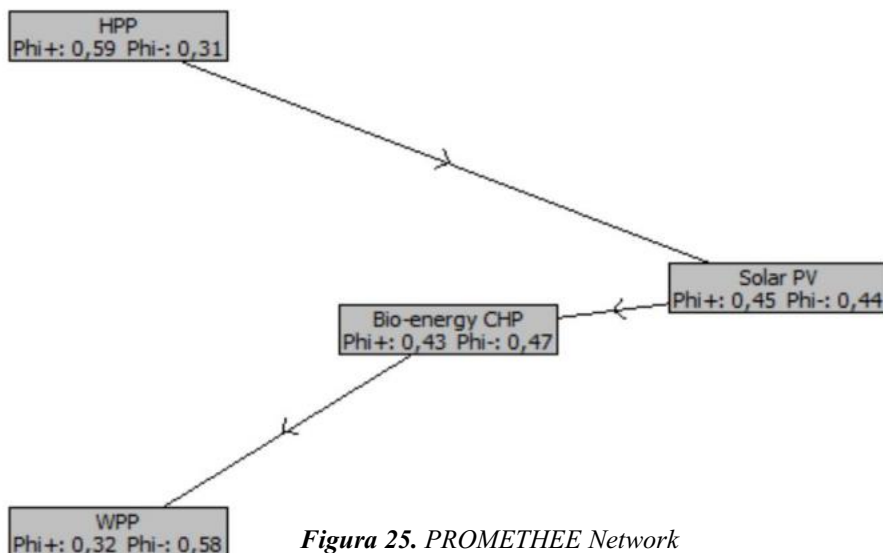 HPP
Phi+: 0,59 Phi-: 0,31
Solar PV
Phi+: 0,45 Phi-: 0,44
Bio-energy CHP
Phi+: 0,43 Phi-: 0,47
WPP
Phi+: 0,32 Phi-: 0,58
Figura 25. PROMETHEE Network